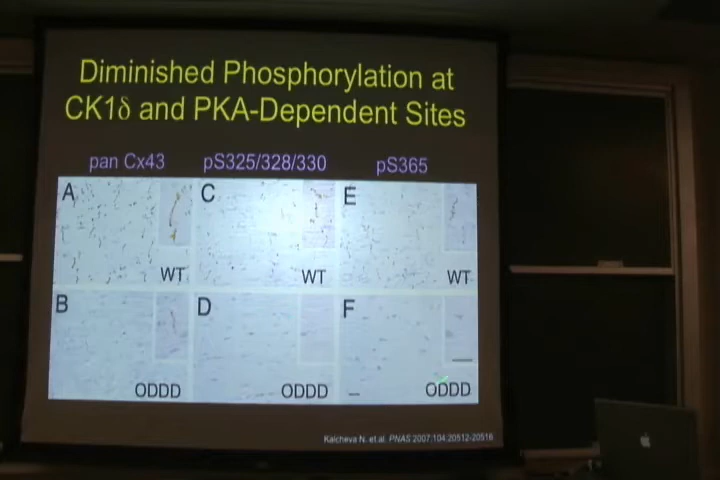 Diminished Phosphorylation at
CK1δ and PKA-Dependent Sites
pan Cx43 pS325/328/330 pS365
A C E
WT WT WT
B D F
ODDD ODDD ODDD
Kalcheva N. et.al. PNAS 2007;104:20512-20516